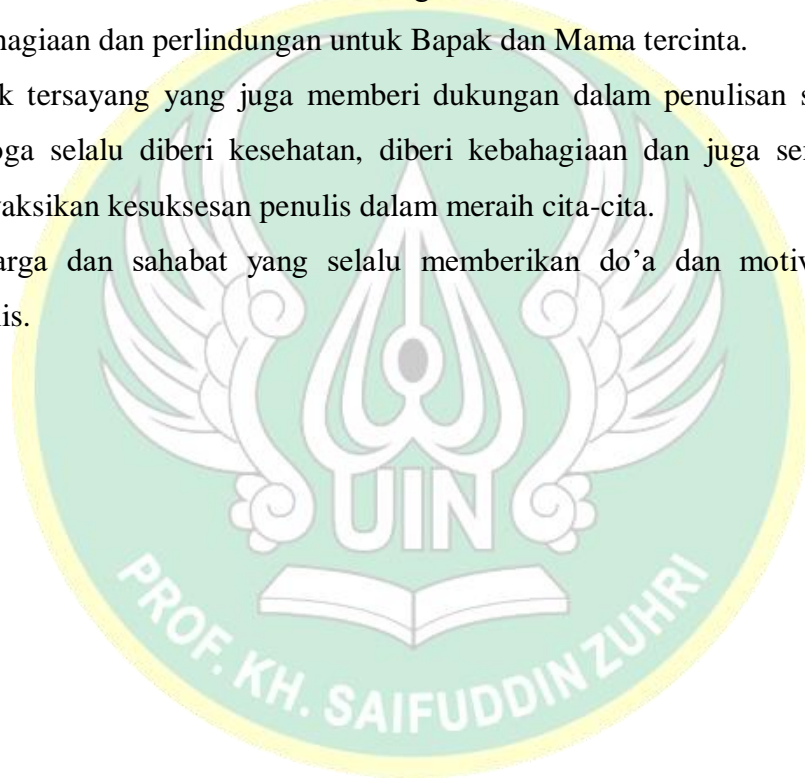 hagiaan dan perlindungan untuk Bapak dan Mama tercinta.
k tersayang yang juga memberi dukungan dalam penulisan s
oga selalu diberi kesehatan, diberi kebahagiaan dan juga se
aksikan kesuksesan penulis dalam meraih cita-cita.
arga dan sahabat yang selalu memberikan do’a dan motiv
lis.
UIN
PROF. KH. SAIFUDDIN ZUHRI